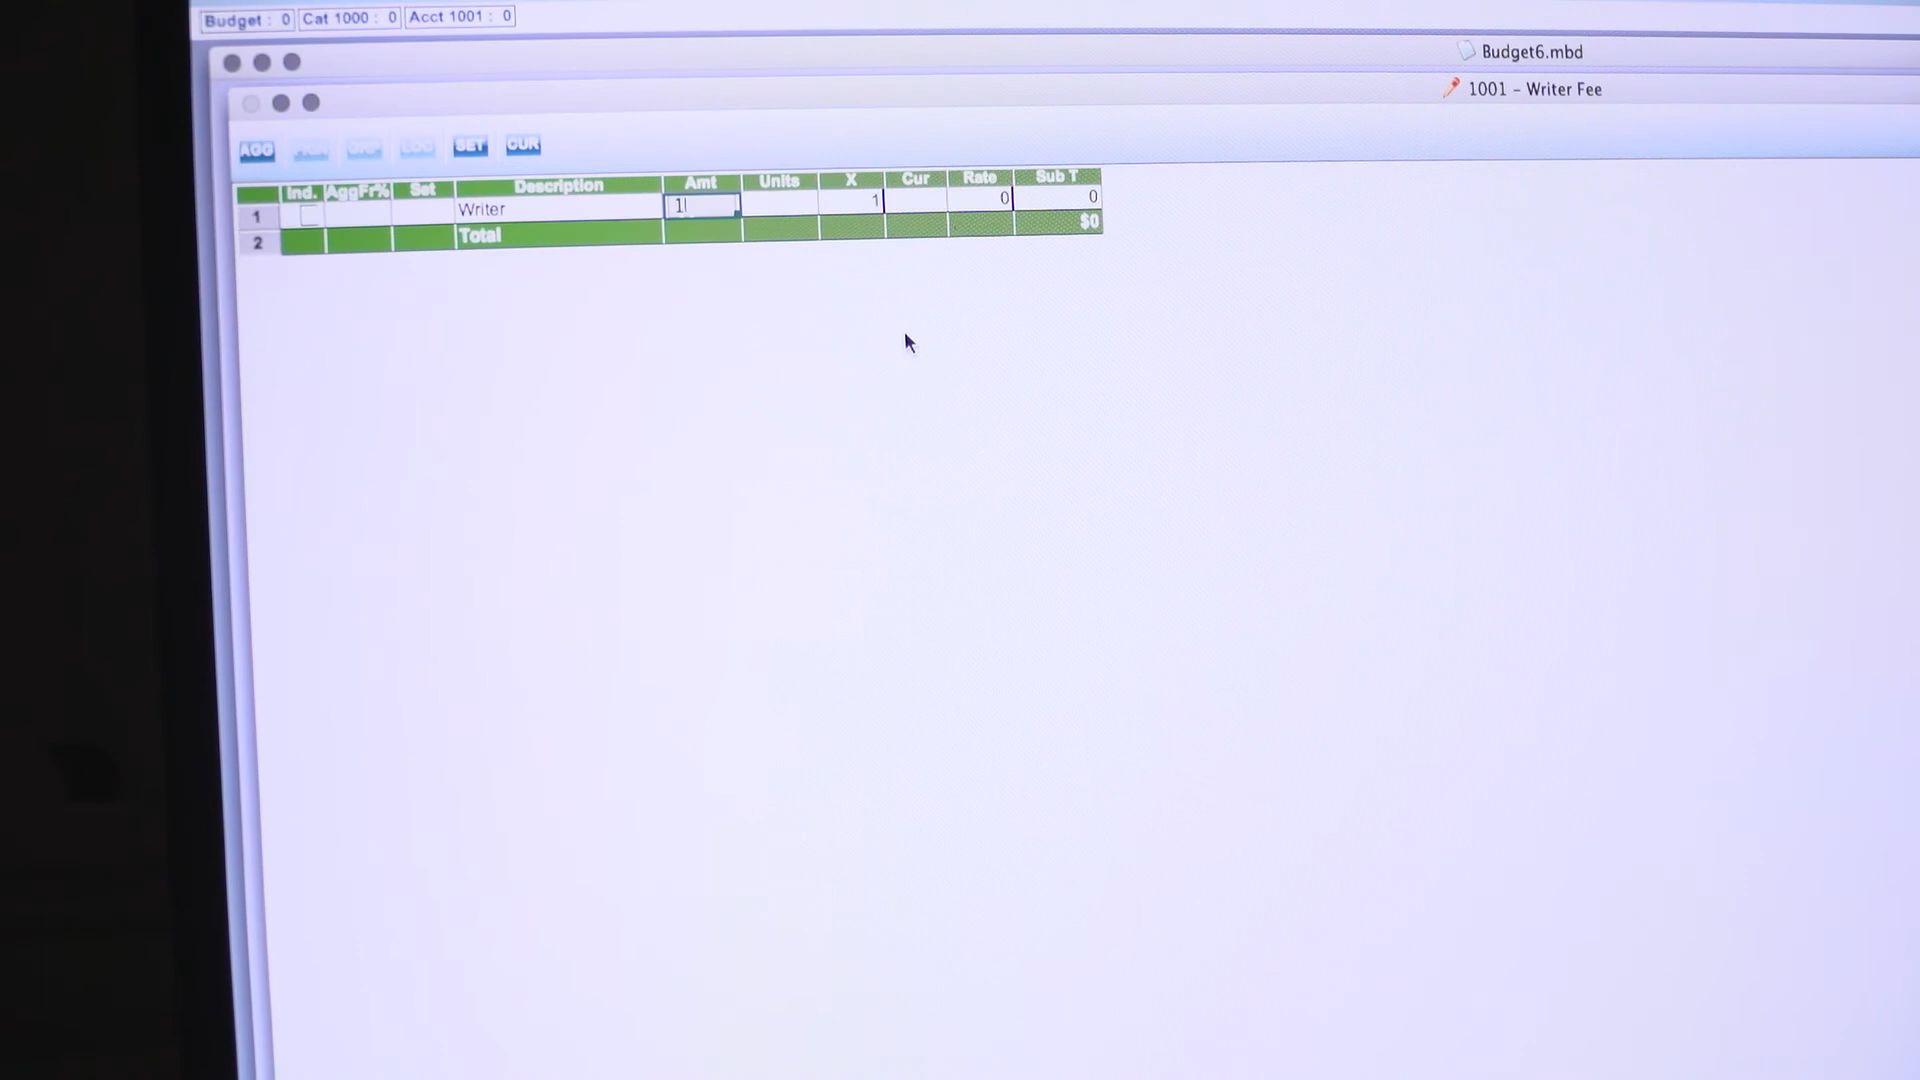 Budget : 0 Cat 1000 : 0 Acct 1001 : 0
Budget6.mbd
1001 – Writer Fee
AGG LOC SET CUR
Ind. AggFr% Set Description Amt Units X Cur Rate Sub T
1 Writer 1 1 0 0
2 Total $0